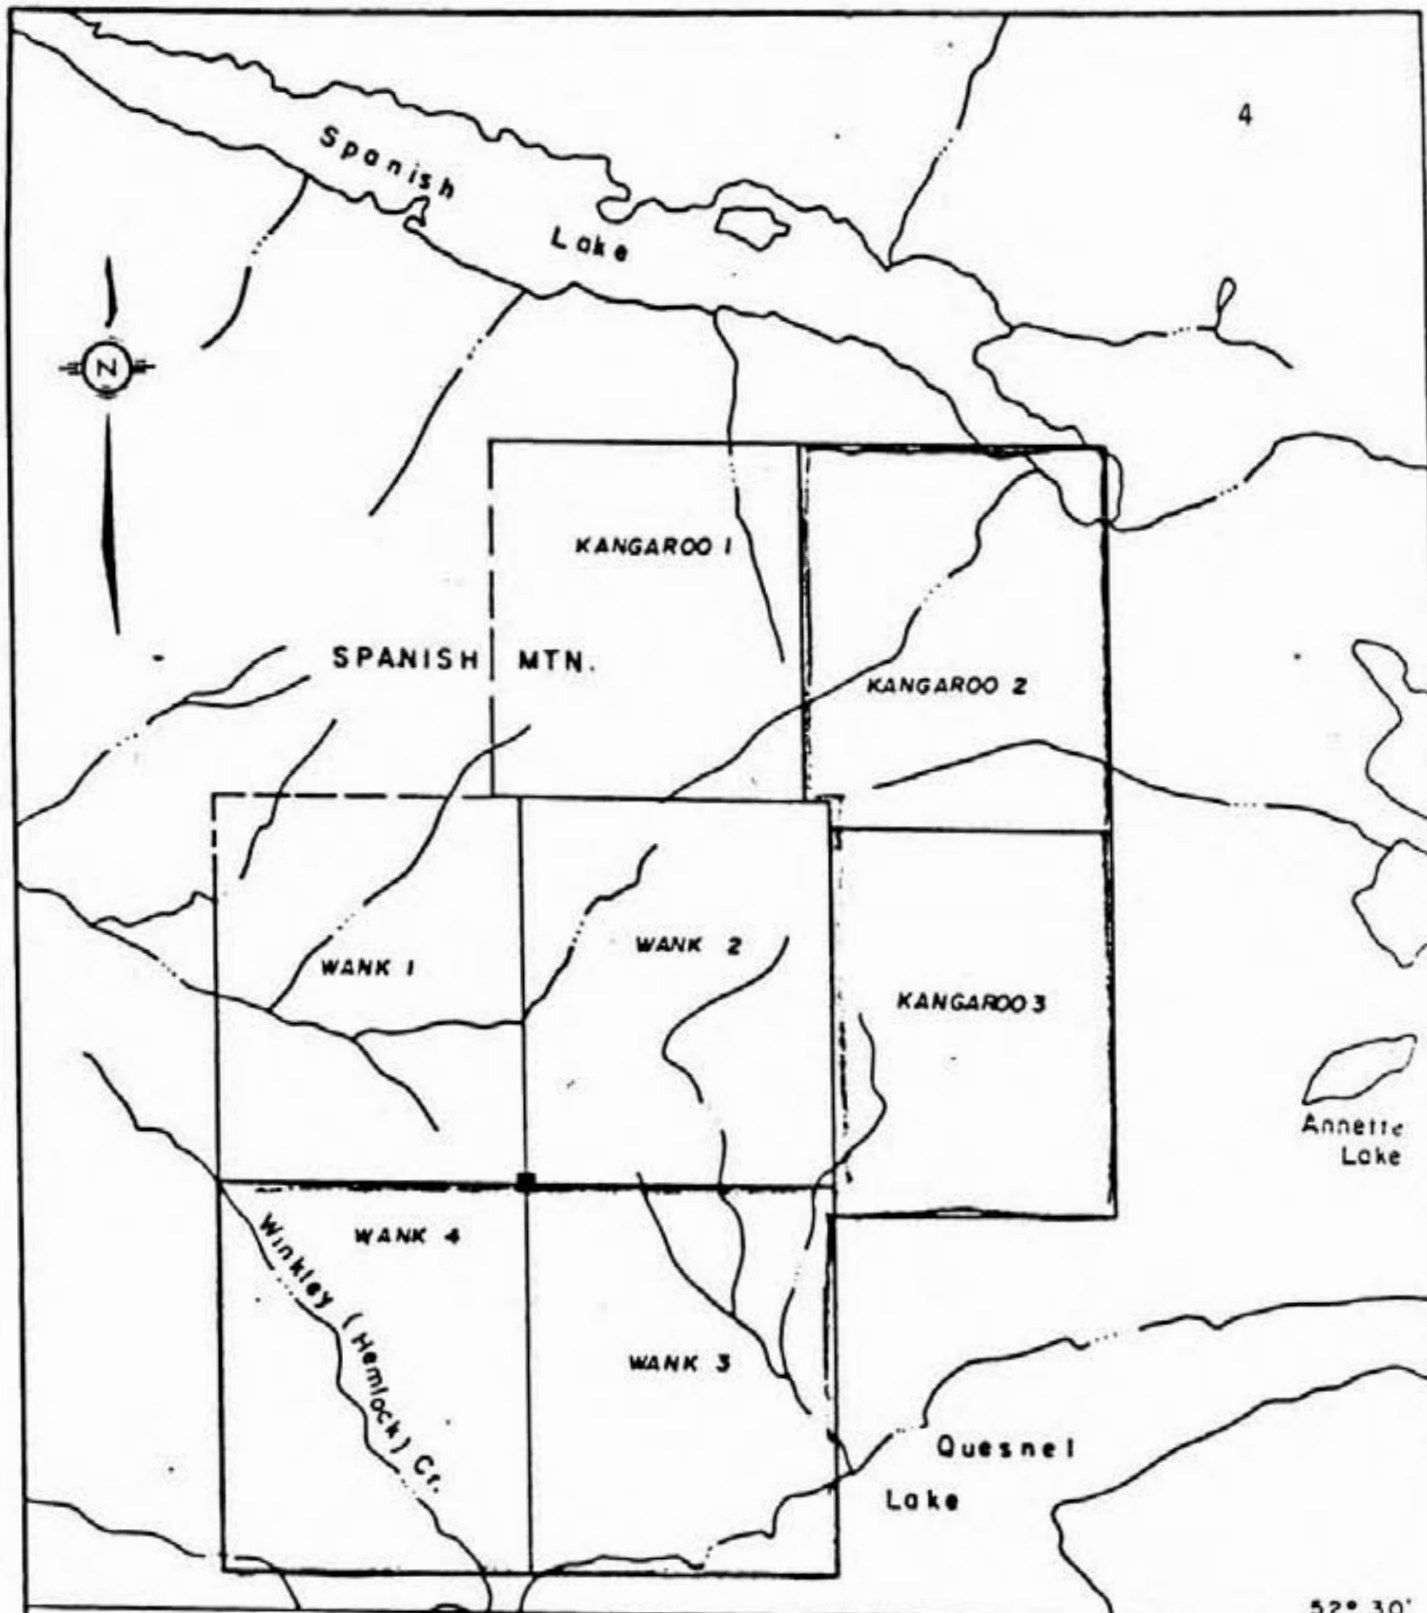 4
Spanish
Lake
N
KANGAROO 1
SPANISH MTN.
KANGAROO 2
WANK 1
WANK 2
KANGAROO 3
Annette
Lake
WANK 4
Winkley (Hemlock) Cr.
WANK 3
Quesnel
Lake
52° 30'